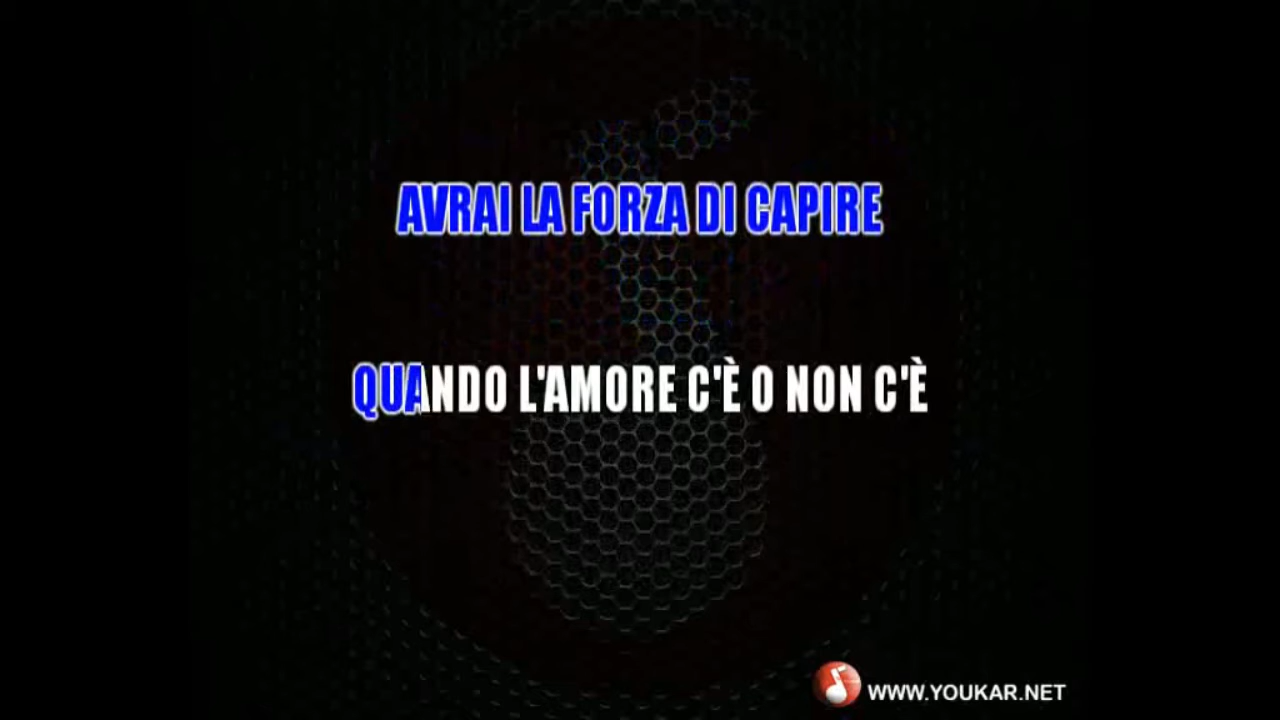 AVRAI LA FORZA DI CAPIRE
QUANDO L'AMORE C'È O NON C'È
WWW.YOUKAR.NET